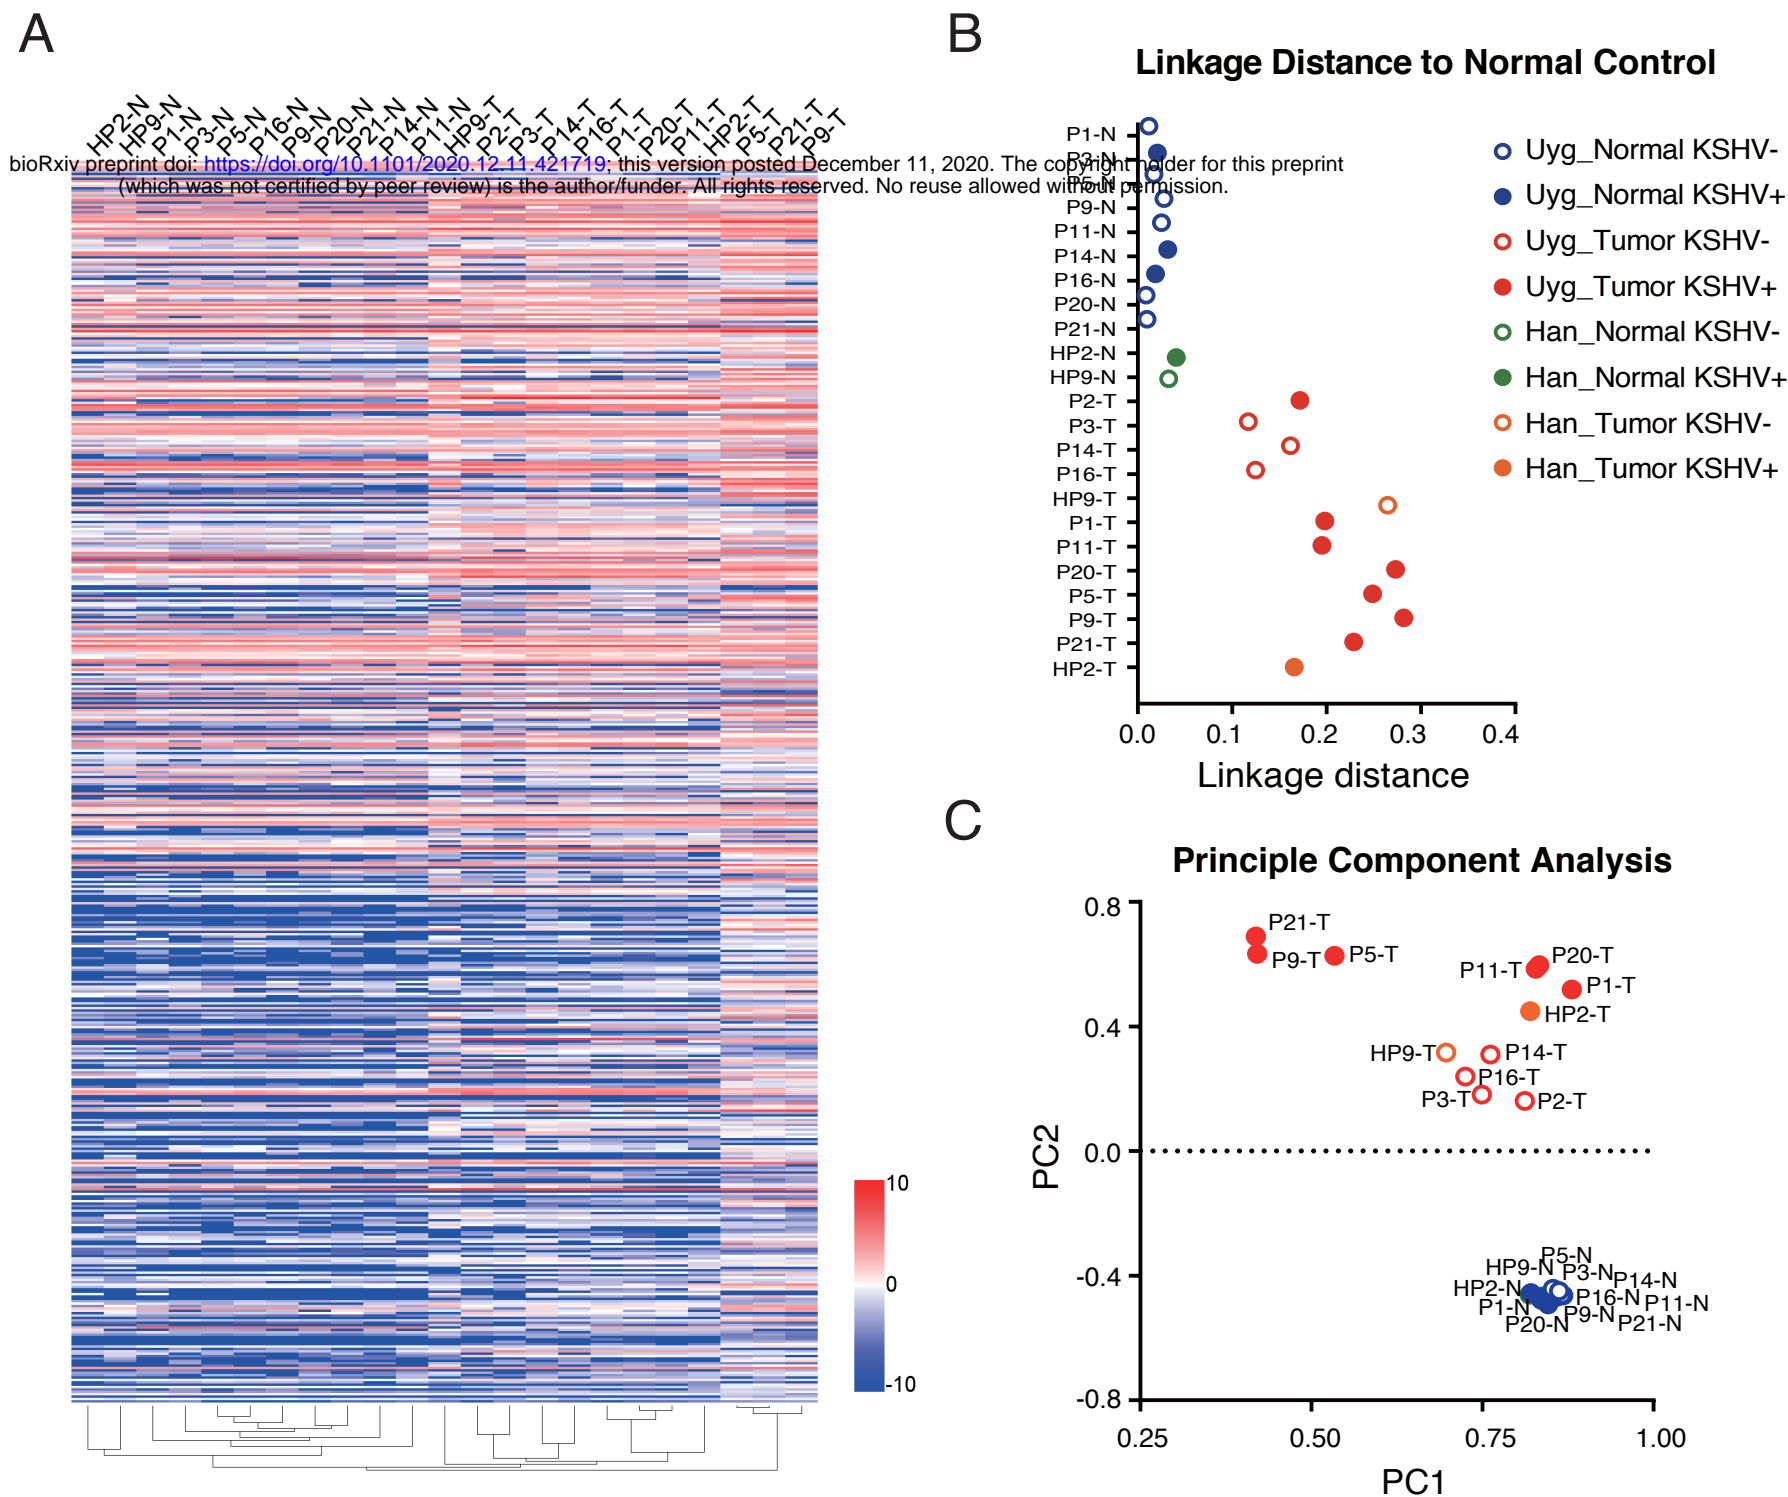 A
HP2-N
HP9-N
P1-N
P3-N
P5-N
P16-N
P9-N
P20-N
P21-N
P14-N
P11-N
HP9-T
P2-T
P3-T
P14-T
P16-T
P1-T
P20-T
P11-T
HP2-T
P5-T
P21-T
P9-T
bioRxiv preprint doi: https://doi.org/10.1101/2020.12.11.421719; this version posted December 11, 2020. The copyright holder for this preprint
(which was not certified by peer review) is the author/funder. All rights reserved. No reuse allowed without permission.
10
0
-10
B
Linkage Distance to Normal Control
P1-N
P3-N
P5-N
P9-N
P11-N
P14-N
P16-N
P20-N
P21-N
HP2-N
HP9-N
P2-T
P3-T
P14-T
P16-T
HP9-T
P1-T
P11-T
P20-T
P5-T
P9-T
P21-T
HP2-T
0.0 0.1 0.2 0.3 0.4
Linkage distance
Uyg_Normal KSHV-
Uyg_Normal KSHV+
Uyg_Tumor KSHV-
Uyg_Tumor KSHV+
Han_Normal KSHV-
Han_Normal KSHV+
Han_Tumor KSHV-
Han_Tumor KSHV+
C
Principle Component Analysis
0.8
0.4
0.0
-0.4
-0.8
PC2
P21-T
P9-T
P5-T
P20-T
P11-T
P1-T
HP2-T
HP9-T
P14-T
P16-T
P3-T
P2-T
P5-N
HP9-N
P3-N
P14-N
HP2-N
P16-N
P11-N
P1-N
P9-N
P20-N
P21-N
0.25 0.50 0.75 1.00
PC1